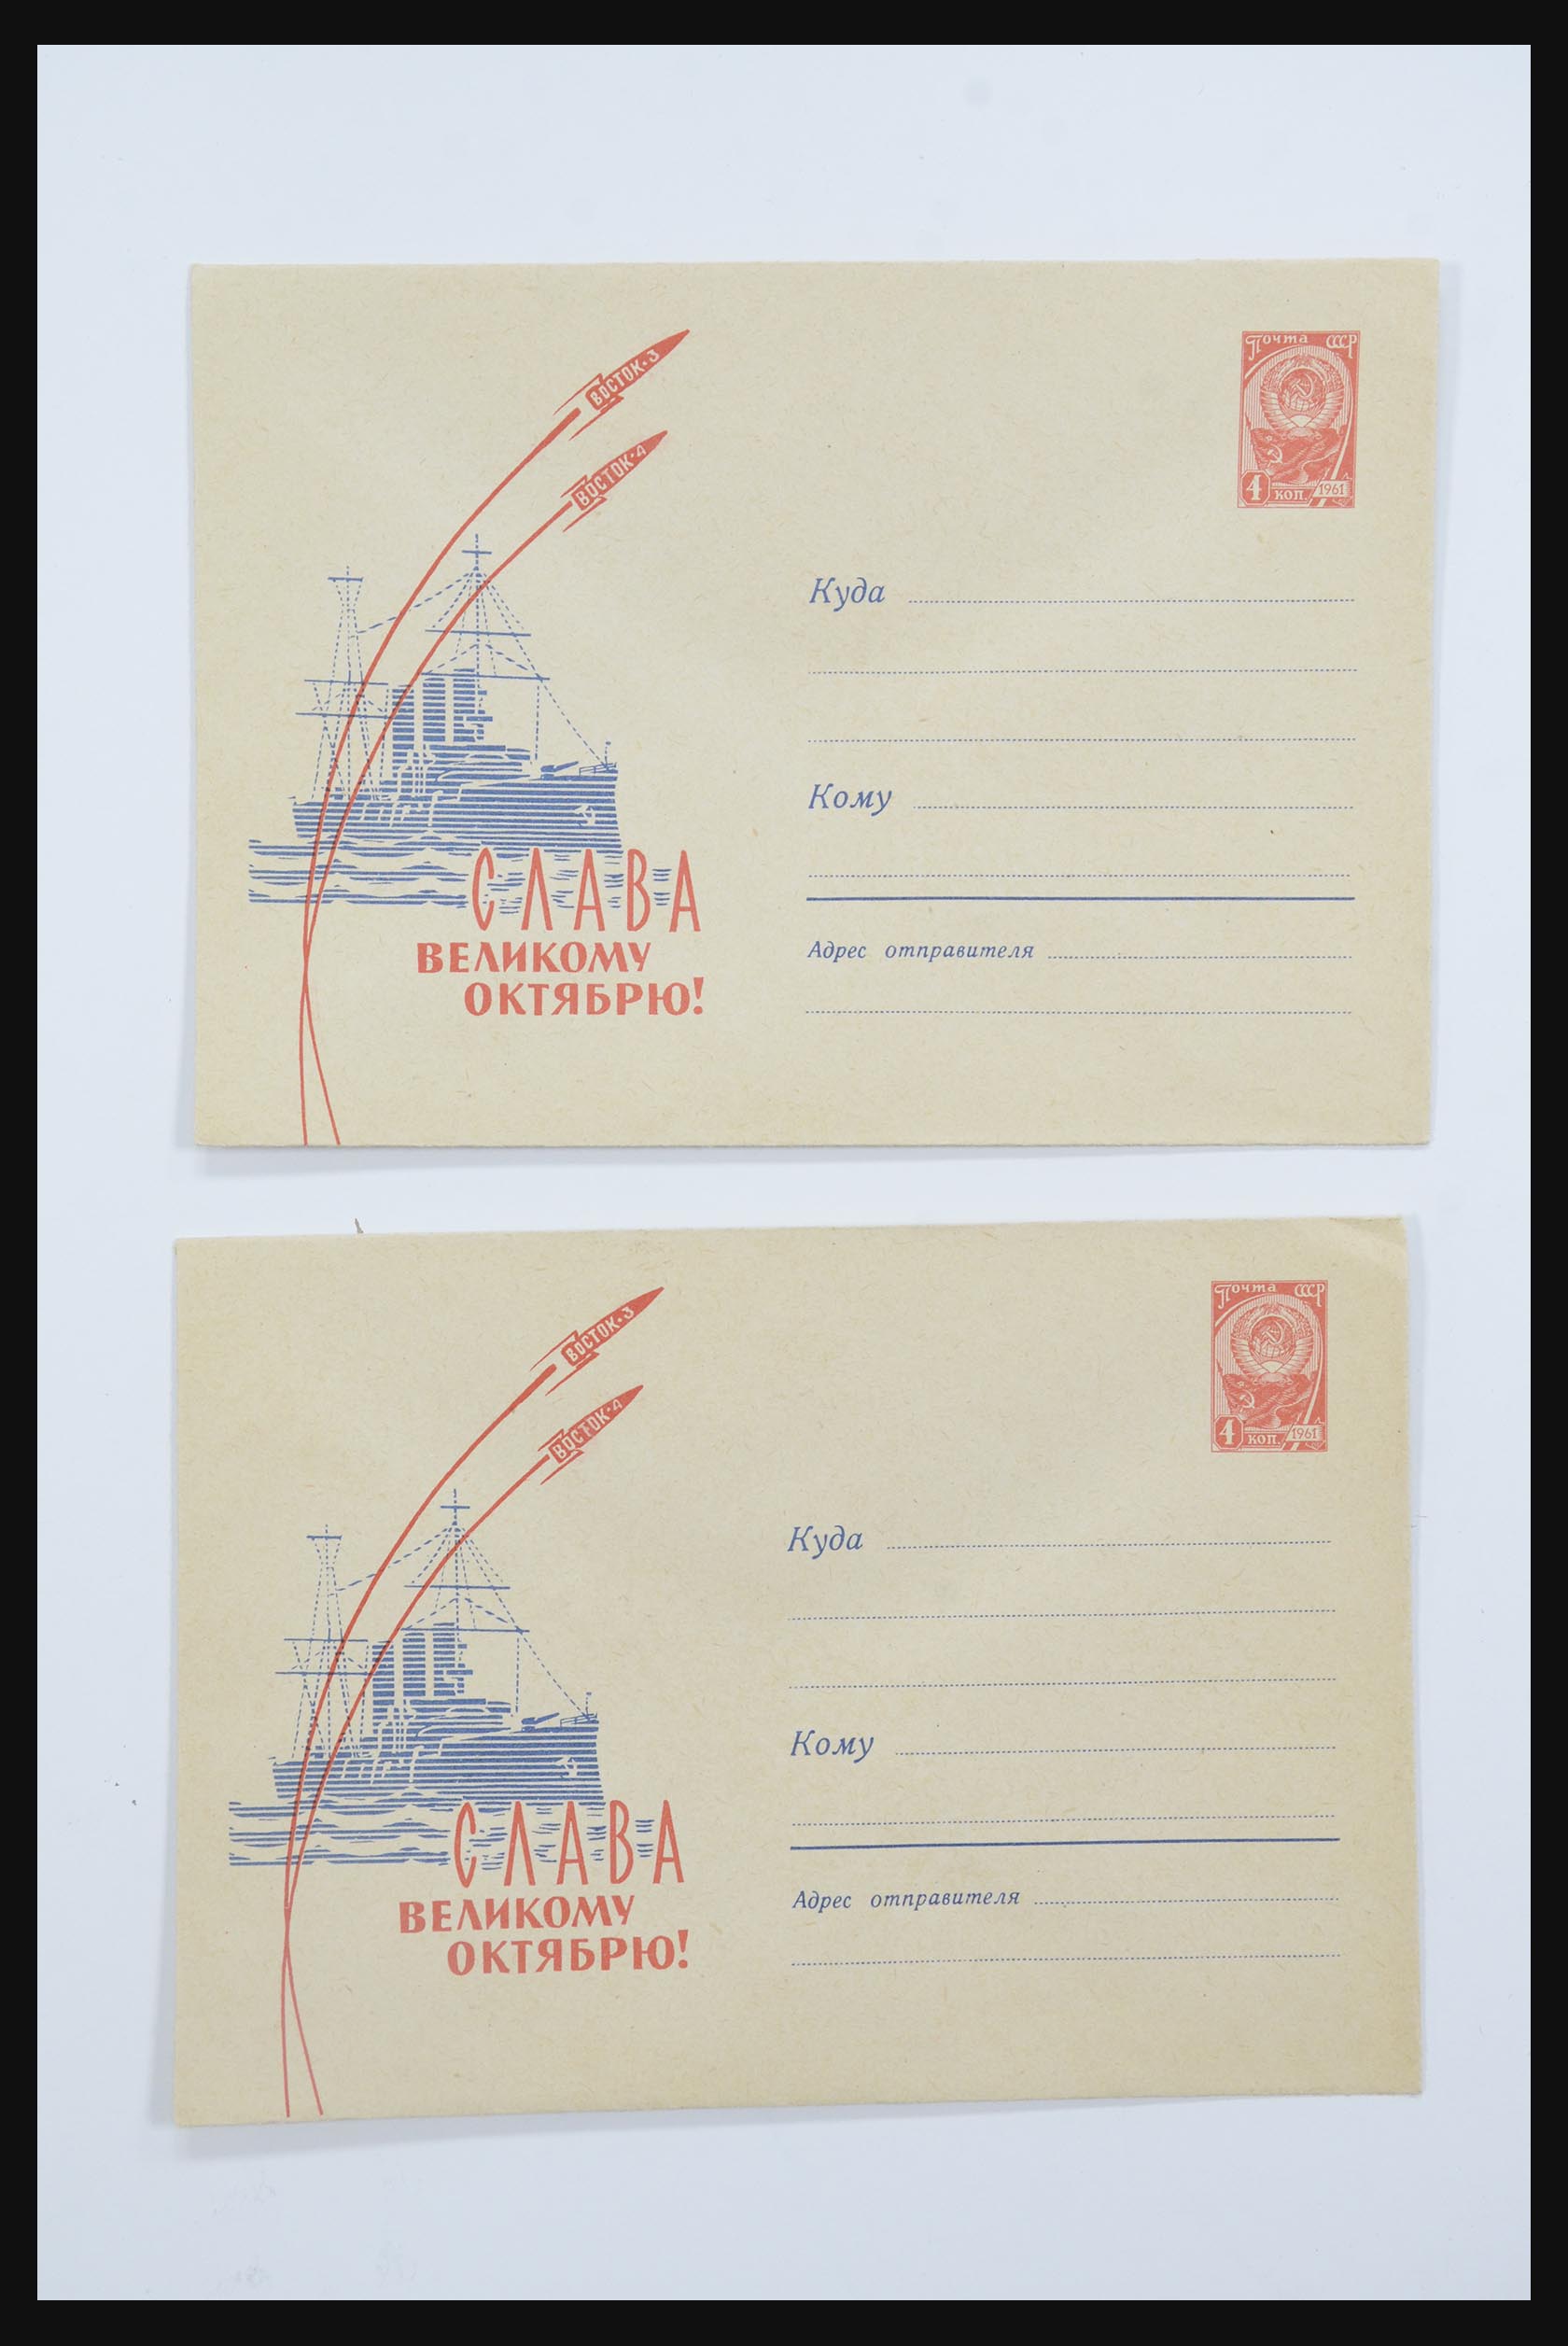 ВОСТОК-3
ВОСТОК-4
СЛАВА
ВЕЛИКОМУ
ОКТЯБРЮ!
Почта СССР
4 коп. 1961
Куда
Кому
Адрес отправителя
ВОСТОК-3
ВОСТОК-4
СЛАВА
ВЕЛИКОМУ
ОКТЯБРЮ!
Почта СССР
4 коп. 1961
Куда
Кому
Адрес отправителя